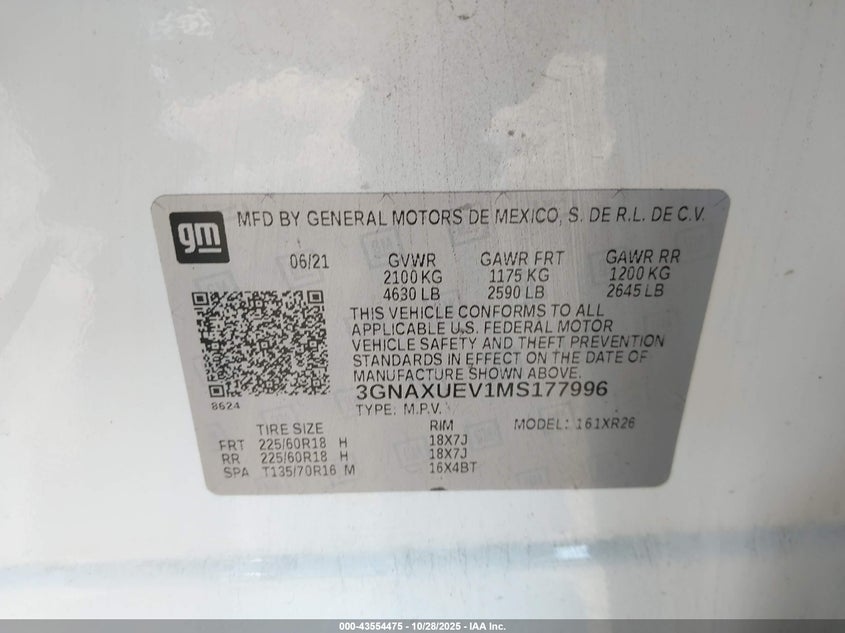 gm
MFD BY GENERAL MOTORS DE MEXICO, S. DE R.L. DE C.V.
06/21 GVWR GAWR FRT GAWR RR
2100 KG 1175 KG 1200 KG
4630 LB 2590 LB 2645 LB
THIS VEHICLE CONFORMS TO ALL
APPLICABLE U.S. FEDERAL MOTOR
VEHICLE SAFETY AND THEFT PREVENTION
STANDARDS IN EFFECT ON THE DATE OF
MANUFACTURE SHOWN ABOVE.
3GNAXUEV1MS177996
8624
TYPE: M.P.V.
TIRE SIZE RIM MODEL: 161XR26
FRT 225/60R18 H 18X7J
RR 225/60R18 H 18X7J
SPA T135/70R16 M 16X4BT
000-43554475 - 10/28/2025 - IAA Inc.